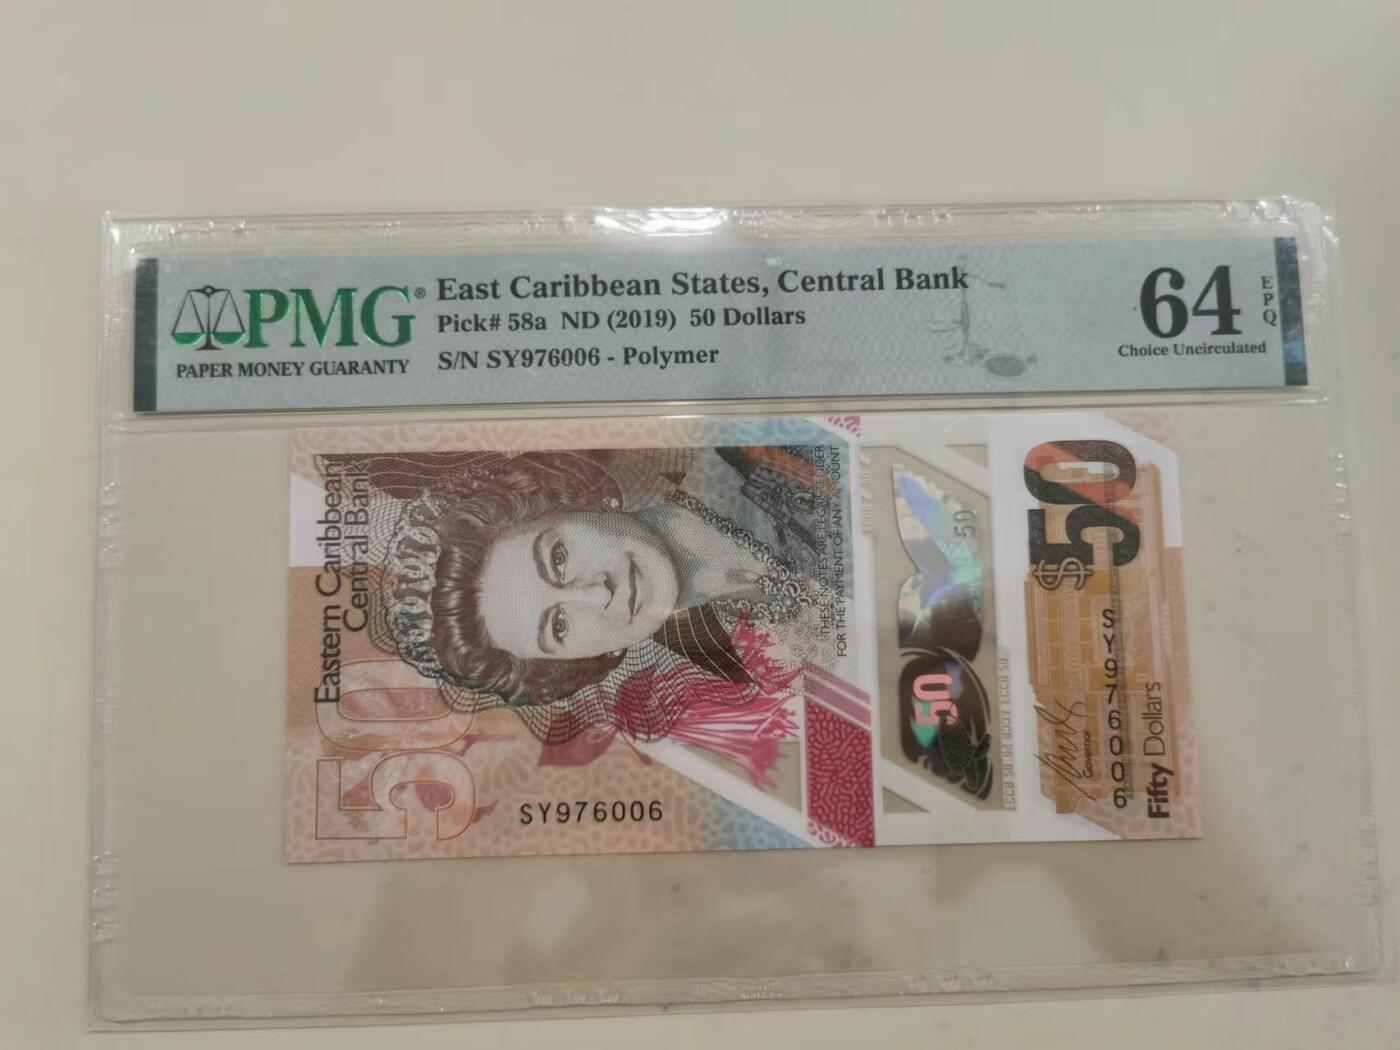 PMG®
PAPER MONEY GUARANTY
East Caribbean States, Central Bank
Pick# 58a ND (2019) 50 Dollars
S/N SY976006 - Polymer
64
EPQ
Choice Uncirculated
Eastern Caribbean
Central Bank
50
SY976006
THESE NOTES ARE LEGAL TENDER
FOR THE PAYMENT OF ANY AMOUNT
50
50
$50
SY976006
Governor
Fifty Dollars